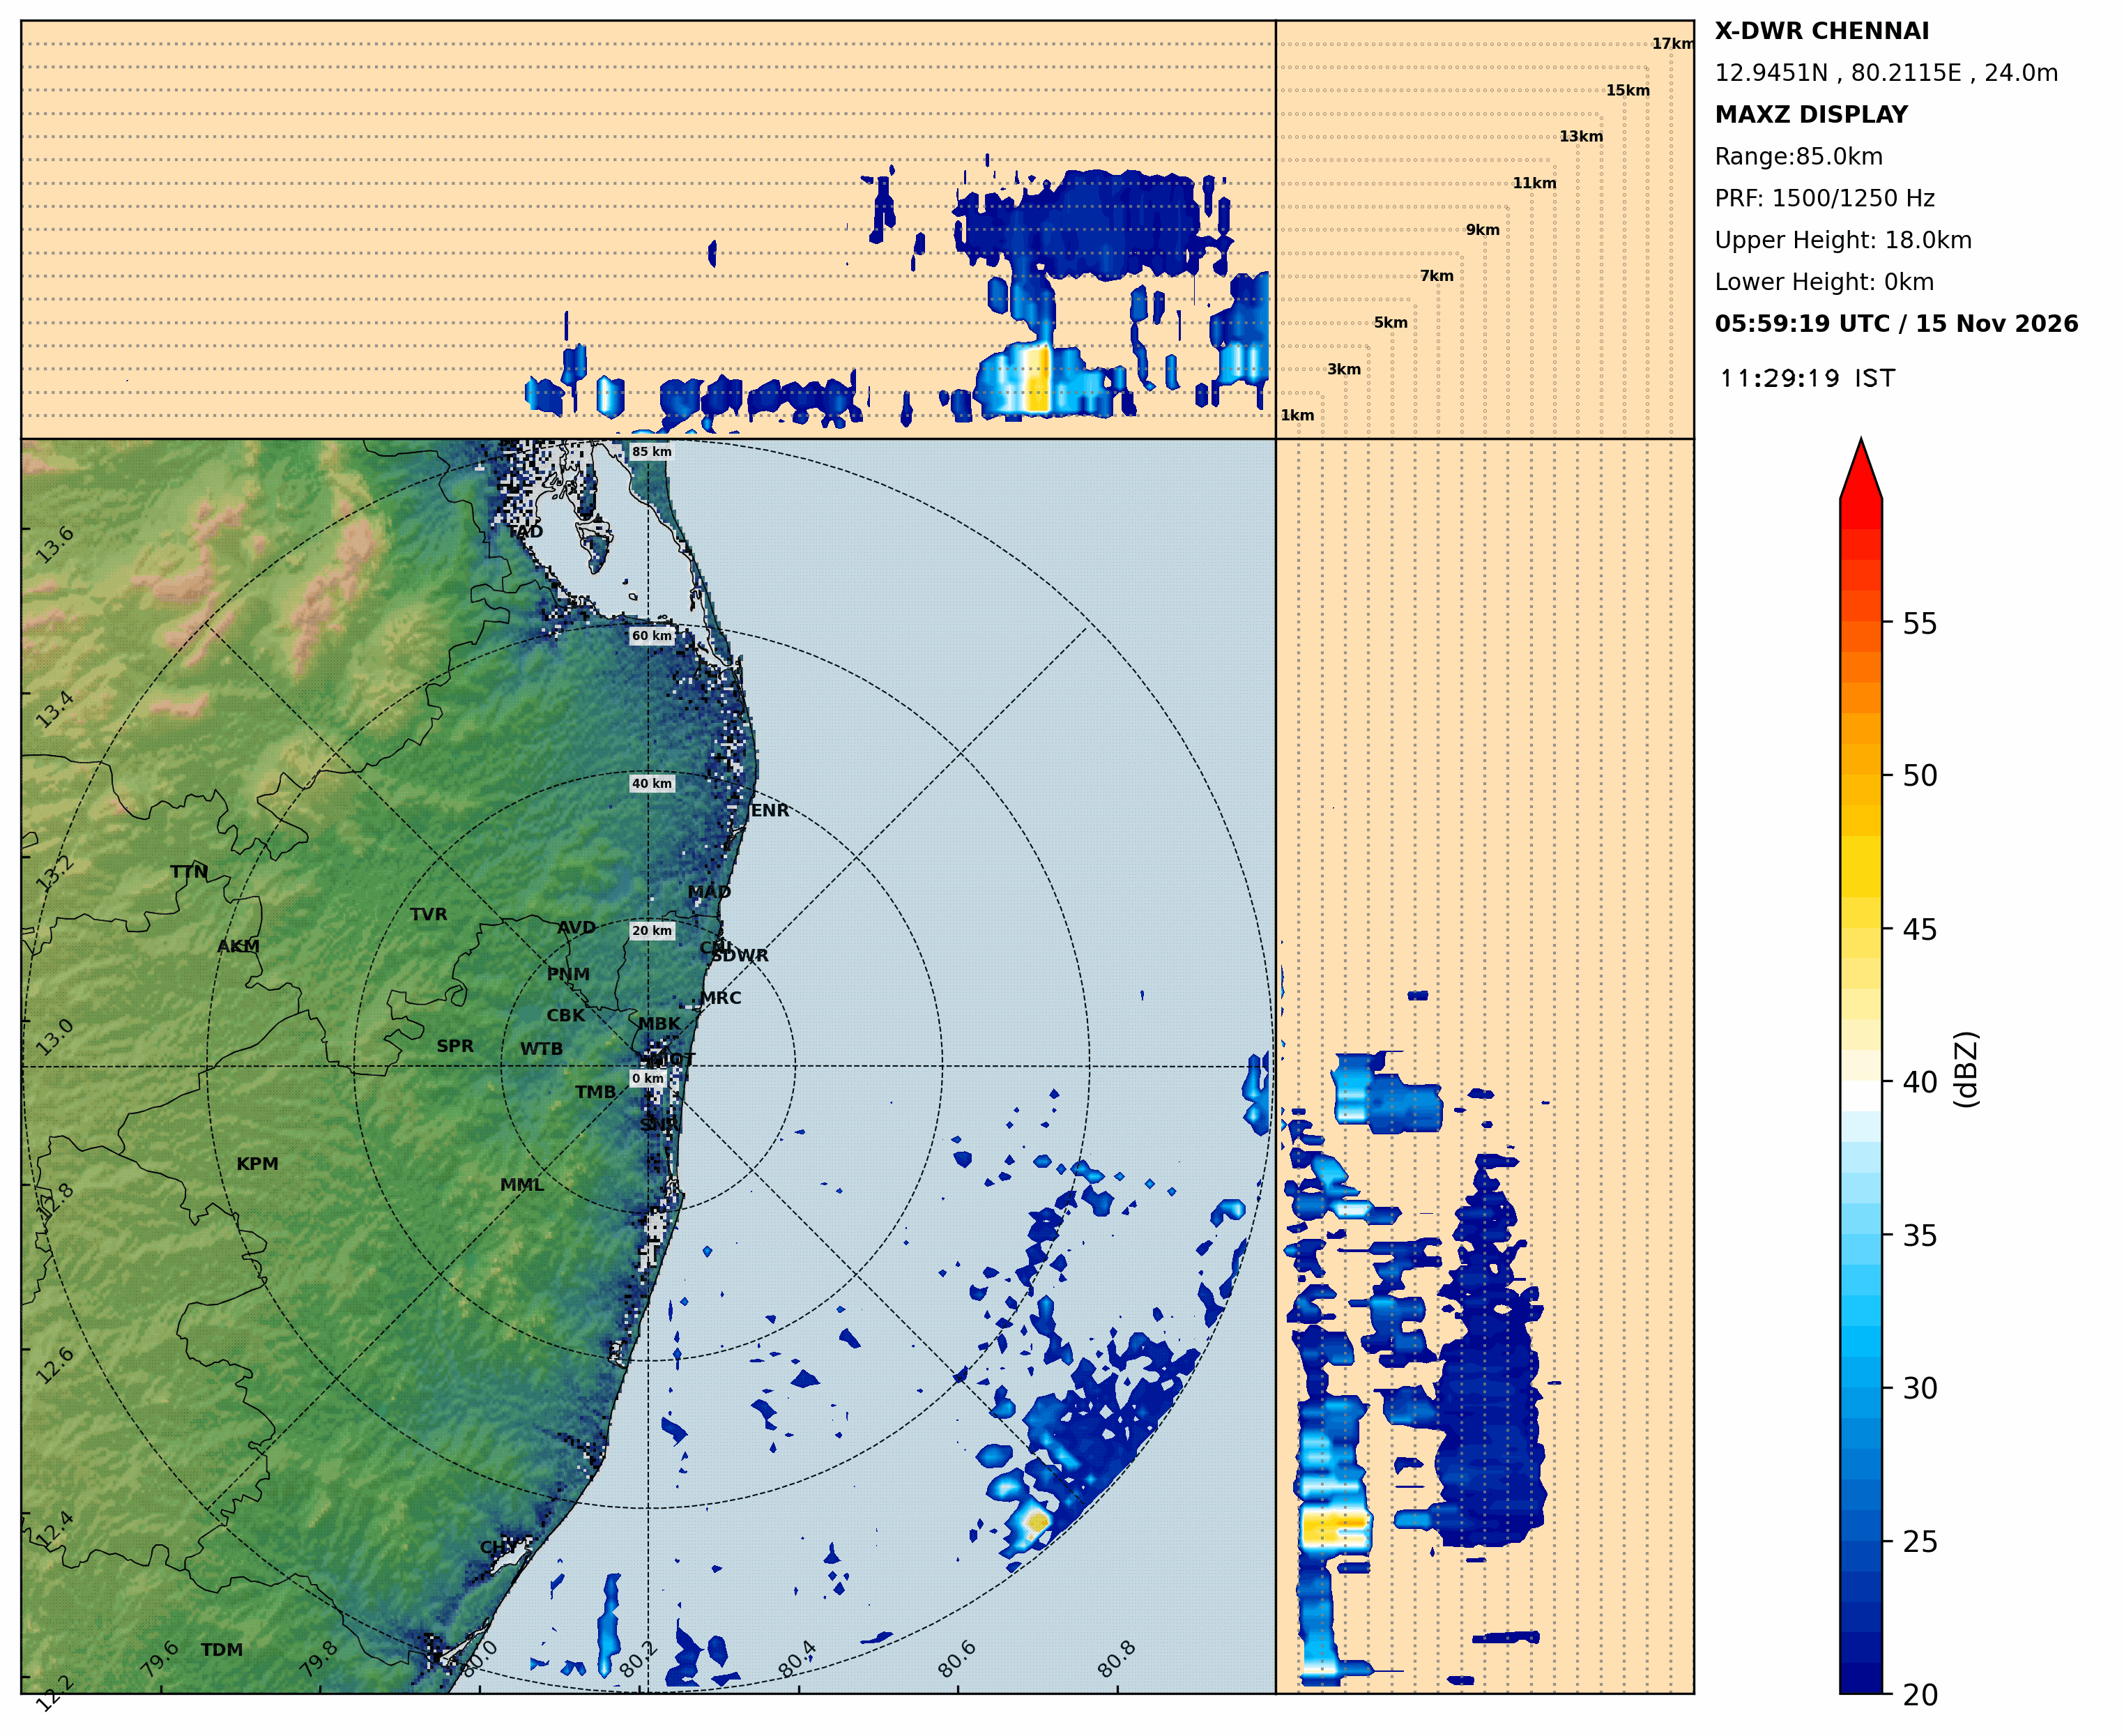 X-DWR CHENNAI
12.9451N , 80.2115E , 24.0m
MAXZ DISPLAY
Range:85.0km
PRF: 1500/1250 Hz
Upper Height: 18.0km
Lower Height: 0km
05:59:19 UTC / 15 Nov 2026
11:29:19 IST
17km
15km
13km
11km
9km
7km
5km
3km
1km
85 km
60 km
40 km
20 km
0 km
TAD
ENR
TTN
MAD
TVR
AVD
AKM
SDWR
PNM
MRC
CBK
MBK
SPR
WTB
TMB
SNR
KPM
MML
CHY
TDM
13.6
13.4
13.2
13.0
12.8
12.6
12.4
12.2
79.6
79.8
80.0
80.2
80.4
80.6
80.8
55
50
45
40
35
30
25
20
(dBZ)